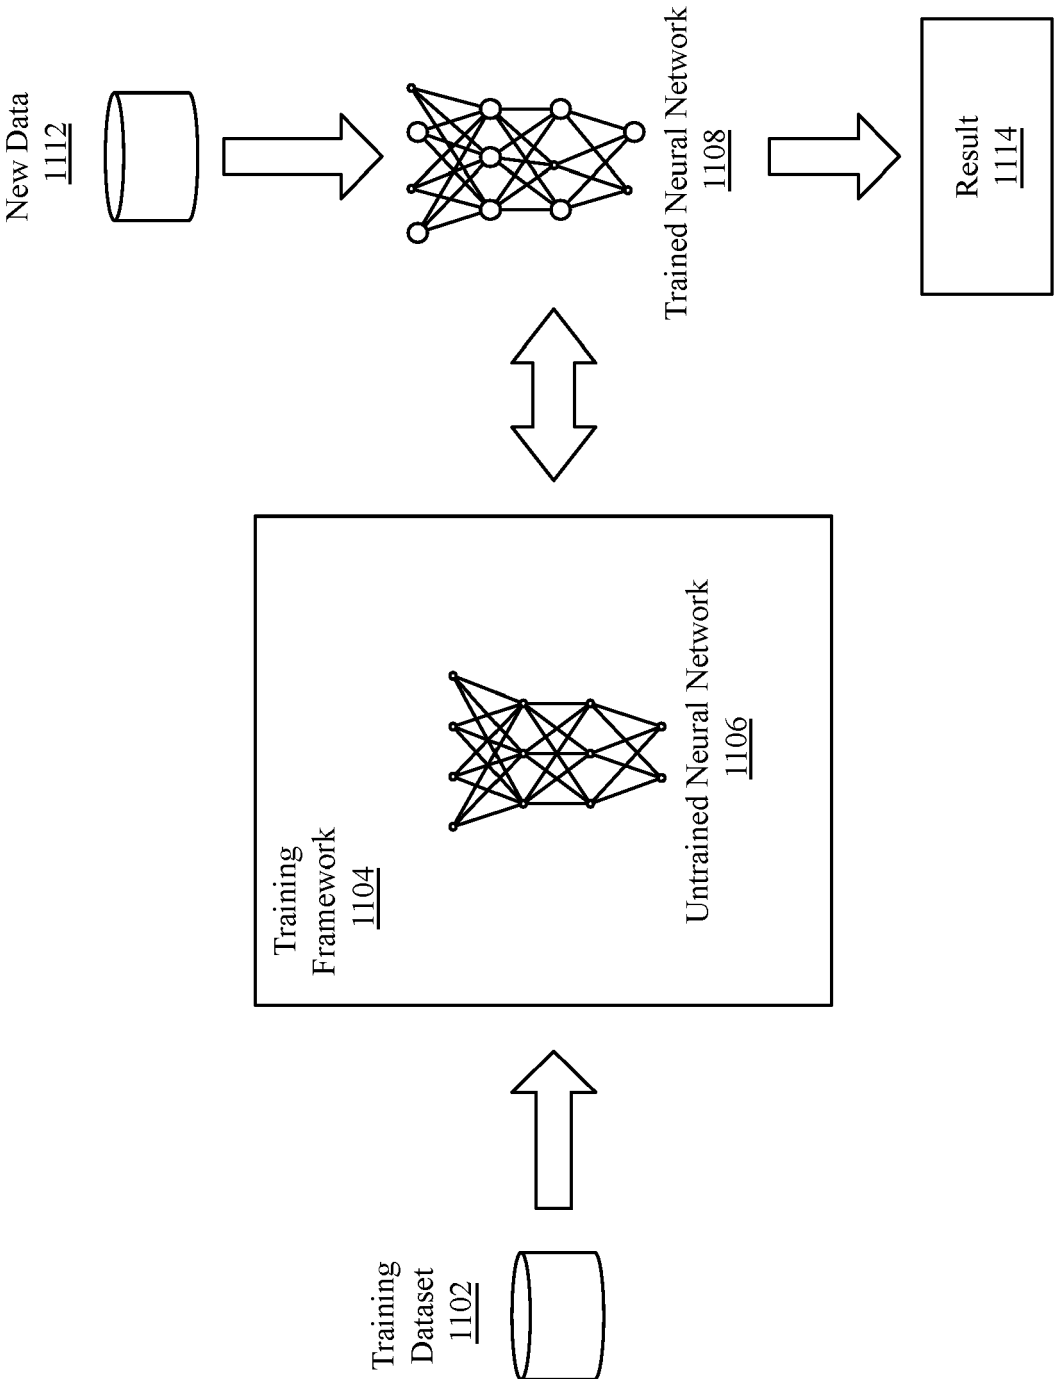 Training
Dataset
1102
Training
Framework
1104
Untrained Neural Network
1106
New Data
1112
Trained Neural Network
1108
Result
1114